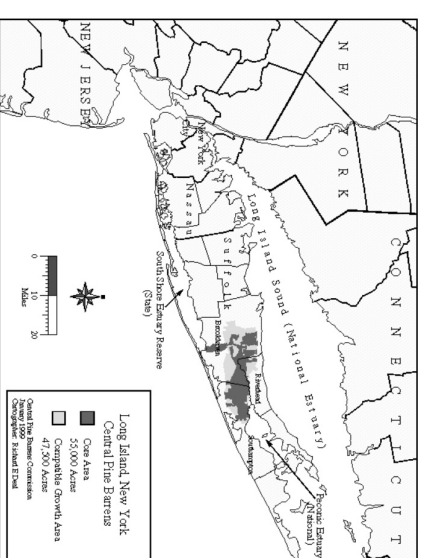 NEW YORK
CONNECTICUT
NEW JERSEY
New York
City
Nassau
Suffolk
Long Island Sound (National Estuary)
Brookhaven
Riverhead
Southampton
Peconic Estuary
(National)
South Shore Estuary Reserve
(State)
0 10 20
Miles
Long Island, New York
Central Pine Barrens
Core Area
55,000 Acres
Compatible Growth Area
47,500 Acres
Central Pine Barrens Commission
January 1999
Cartographer: Richard E Deal